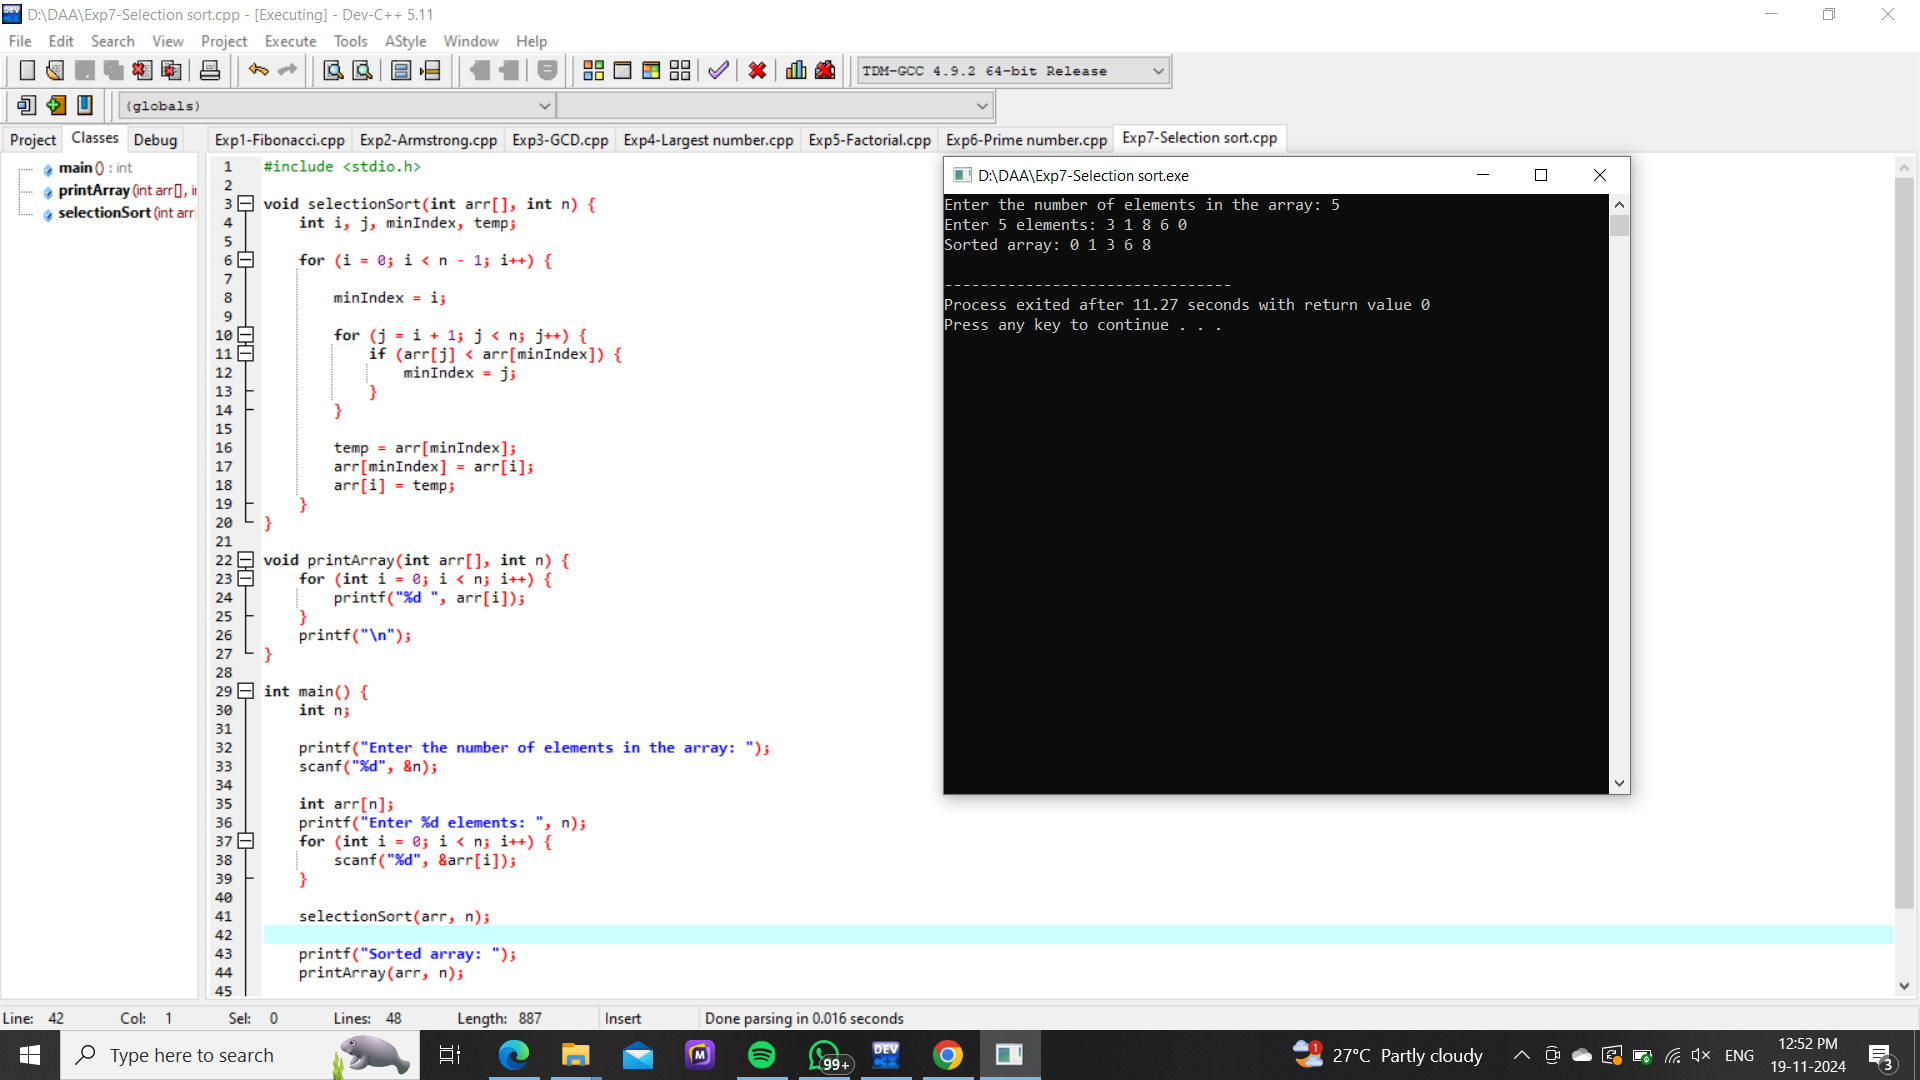 D:\DAA\Exp7-Selection sort.cpp - [Executing] - Dev-C++ 5.11
File Edit Search View Project Execute Tools AStyle Window Help
TDM-GCC 4.9.2 64-bit Release
(globals)
Project Classes Debug
Exp1-Fibonacci.cpp Exp2-Armstrong.cpp Exp3-GCD.cpp Exp4-Largest number.cpp Exp5-Factorial.cpp Exp6-Prime number.cpp Exp7-Selection sort.cpp
main () : int
printArray (int arr[], i
selectionSort (int arr
1 #include <stdio.h>
2
3 void selectionSort(int arr[], int n) {
4 int i, j, minIndex, temp;
5
6 for (i = 0; i < n - 1; i++) {
7
8 minIndex = i;
9
10 for (j = i + 1; j < n; j++) {
11 if (arr[j] < arr[minIndex]) {
12 minIndex = j;
13 }
14 }
15
16 temp = arr[minIndex];
17 arr[minIndex] = arr[i];
18 arr[i] = temp;
19 }
20 }
21
22 void printArray(int arr[], int n) {
23 for (int i = 0; i < n; i++) {
24 printf("%d ", arr[i]);
25 }
26 printf("\n");
27 }
28
29 int main() {
30 int n;
31
32 printf("Enter the number of elements in the array: ");
33 scanf("%d", &n);
34
35 int arr[n];
36 printf("Enter %d elements: ", n);
37 for (int i = 0; i < n; i++) {
38 scanf("%d", &arr[i]);
39 }
40
41 selectionSort(arr, n);
42
43 printf("Sorted array: ");
44 printArray(arr, n);
45
D:\DAA\Exp7-Selection sort.exe
Enter the number of elements in the array: 5
Enter 5 elements: 3 1 8 6 0
Sorted array: 0 1 3 6 8
--------------------------------
Process exited after 11.27 seconds with return value 0
Press any key to continue . . .
Line: 42 Col: 1 Sel: 0 Lines: 48 Length: 887 Insert Done parsing in 0.016 seconds
Type here to search
99+
DEV
C++
1
27°C Partly cloudy
ENG
12:52 PM
19-11-2024
3